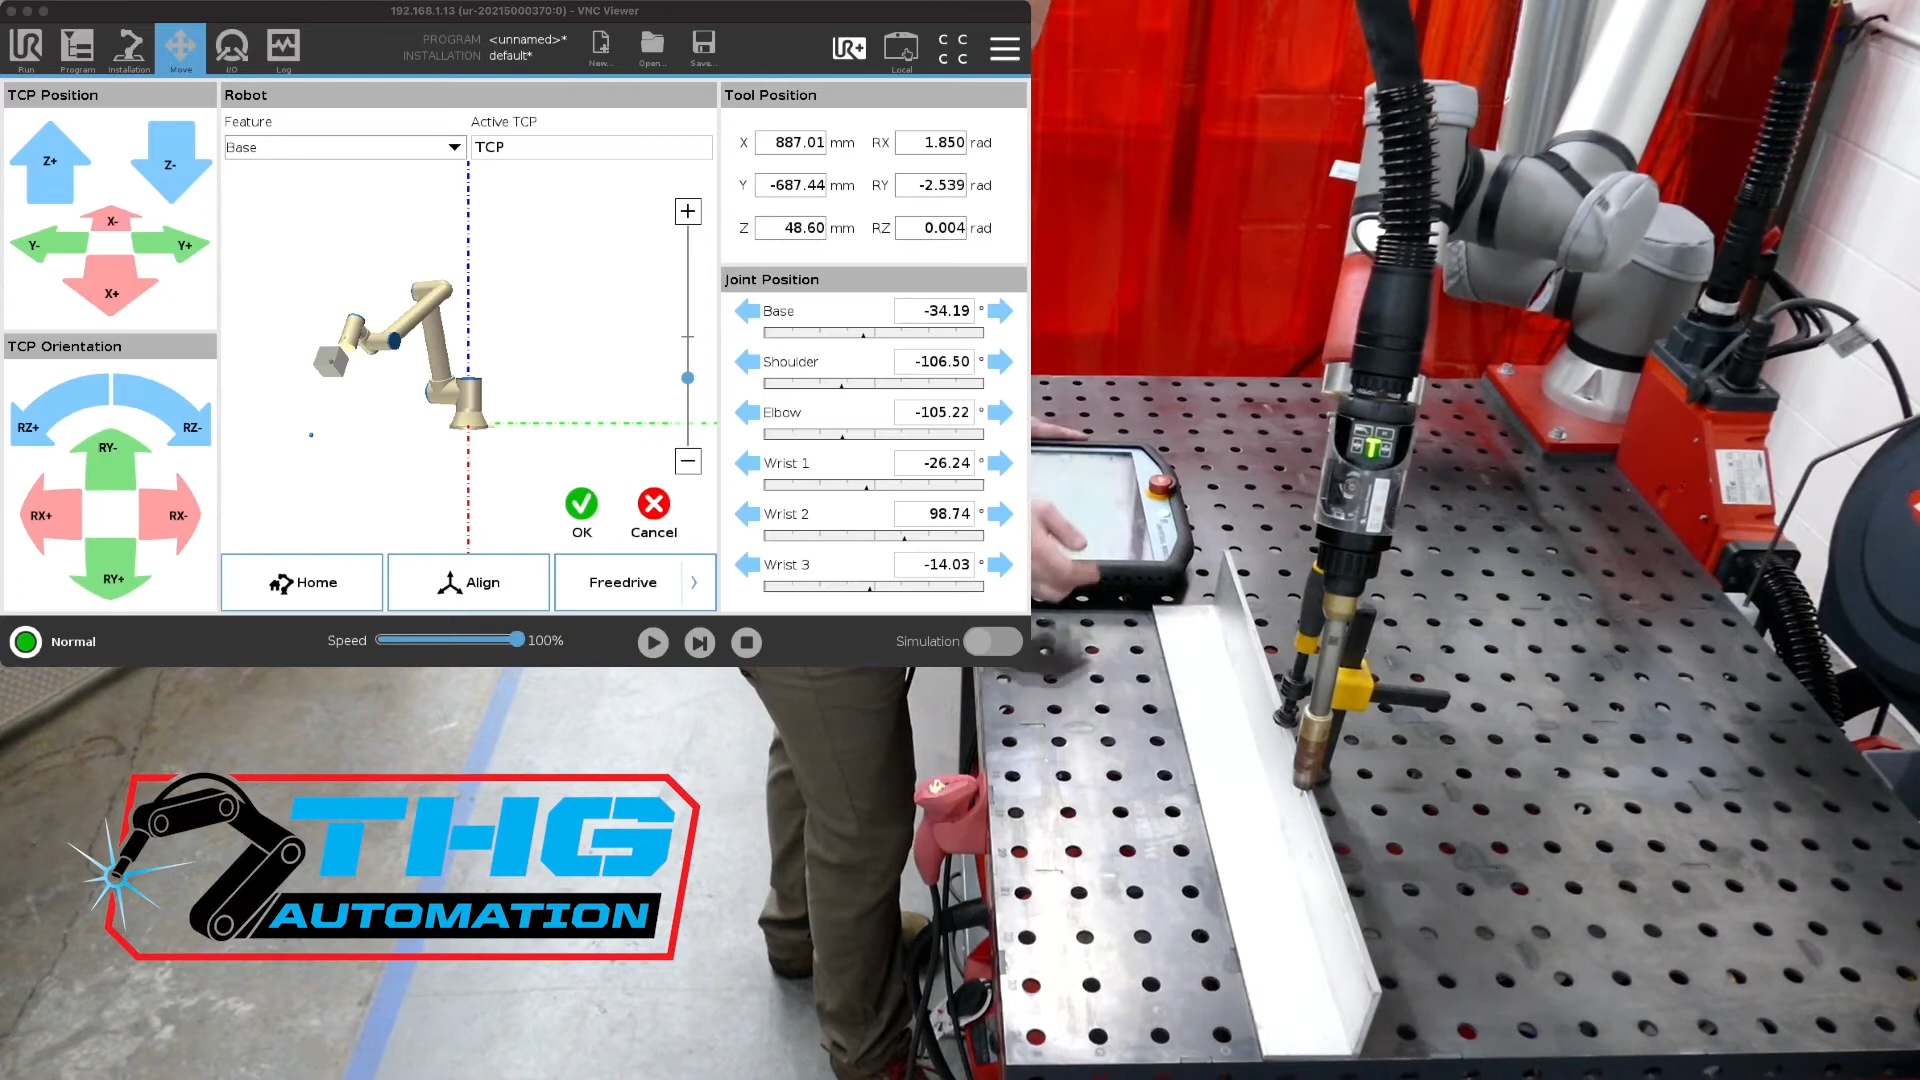 192.168.1.13 (ur-20215000370:0) - VNC Viewer
Run
Program
Installation
Move
I/O
Log
PROGRAM <unnamed>*
INSTALLATION default*
New...
Open...
Save...
UR+
Local
C C
C C
TCP Position
Z+
Z-
X-
Y-
Y+
X+
TCP Orientation
RZ+
RZ-
RY-
RX+
RX-
RY+
Robot
Feature
Active TCP
Base
TCP
+
−
OK
Cancel
Home
Align
Freedrive
Tool Position
X 887.01 mm RX 1.850 rad
Y -687.44 mm RY -2.539 rad
Z 48.60 mm RZ 0.004 rad
Joint Position
Base -34.19 °
Shoulder -106.50 °
Elbow -105.22 °
Wrist 1 -26.24 °
Wrist 2 98.74 °
Wrist 3 -14.03 °
Normal
Speed 100%
Simulation
THG
AUTOMATION